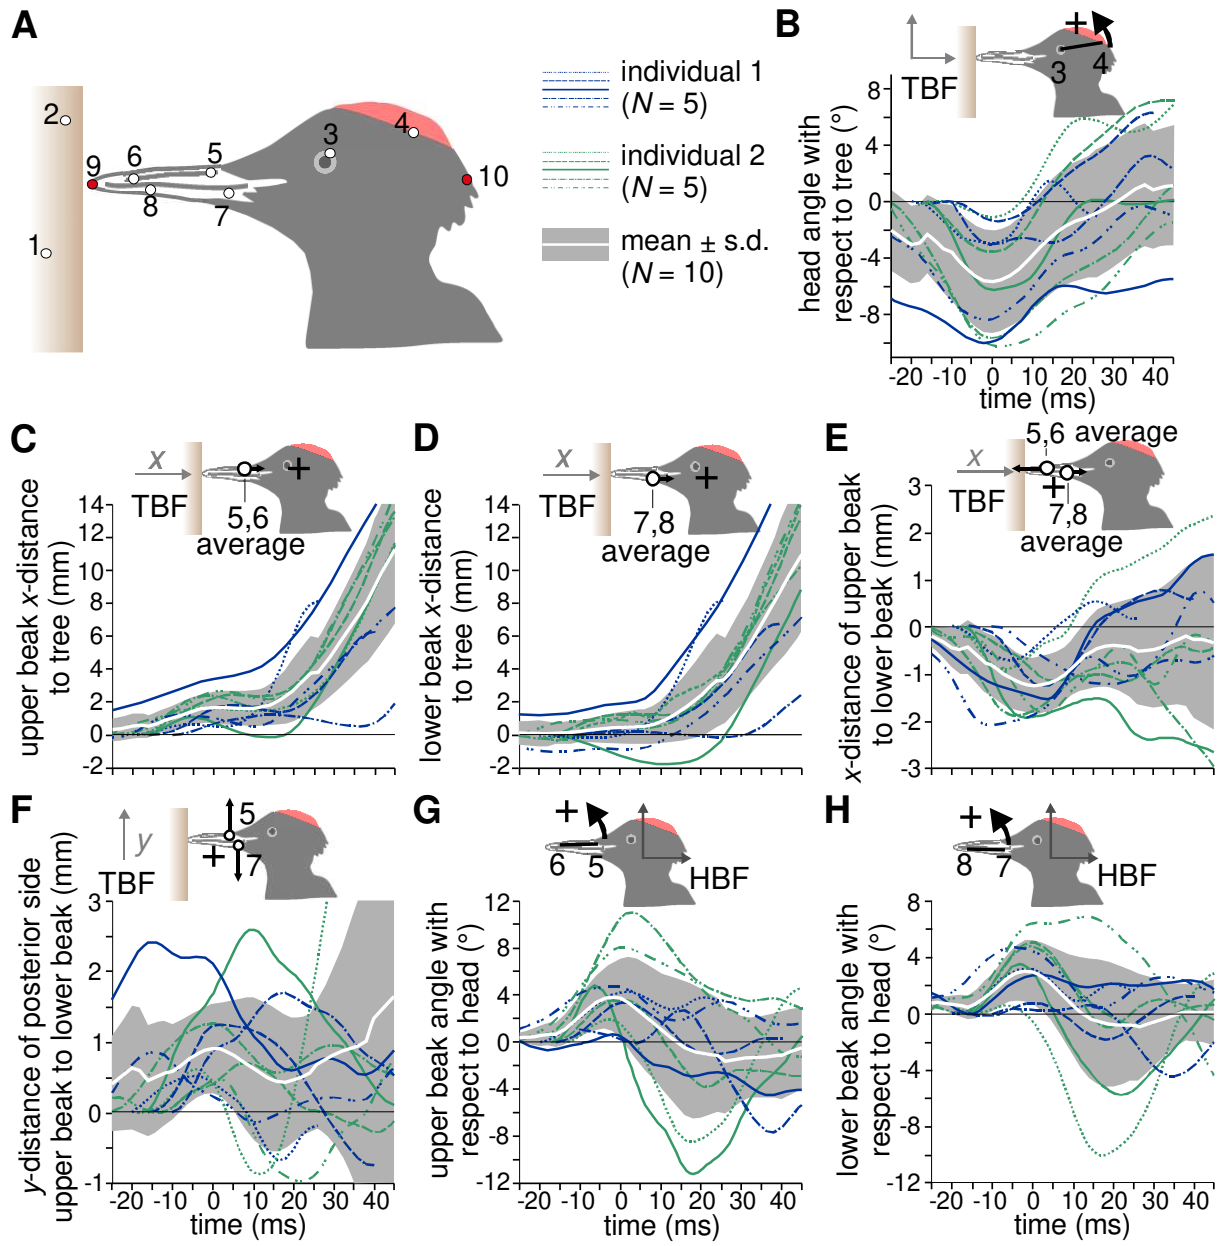 A
2
9
6
5
3
4
10
8
7
1
individual 1
(N = 5)
individual 2
(N = 5)
mean ± s.d.
(N = 10)
B
+
3
4
TBF
head angle with
respect to tree (°)
8
4
0
-4
-8
-20 -10 0 10 20 30 40
time (ms)
C
x
TBF
+
5,6
average
upper beak x-distance
to tree (mm)
14
12
10
8
6
4
2
0
-2
D
x
TBF
+
7,8
average
lower beak x-distance
to tree (mm)
14
12
10
8
6
4
2
0
-2
E
5,6 average
x
TBF
+
7,8
average
x-distance of upper beak
to lower beak (mm)
3
2
1
0
-1
-2
-3
F
y
TBF
5
+
7
y-distance of posterior side
upper beak to lower beak (mm)
3
2
1
0
-1
-20 -10 0 10 20 30 40
time (ms)
G
+
6 5
HBF
upper beak angle with
respect to head (°)
12
8
4
0
-4
-8
-12
-20 -10 0 10 20 30 40
time (ms)
H
+
8 7
HBF
lower beak angle with
respect to head (°)
8
4
0
-4
-8
-12
-20 -10 0 10 20 30 40
time (ms)